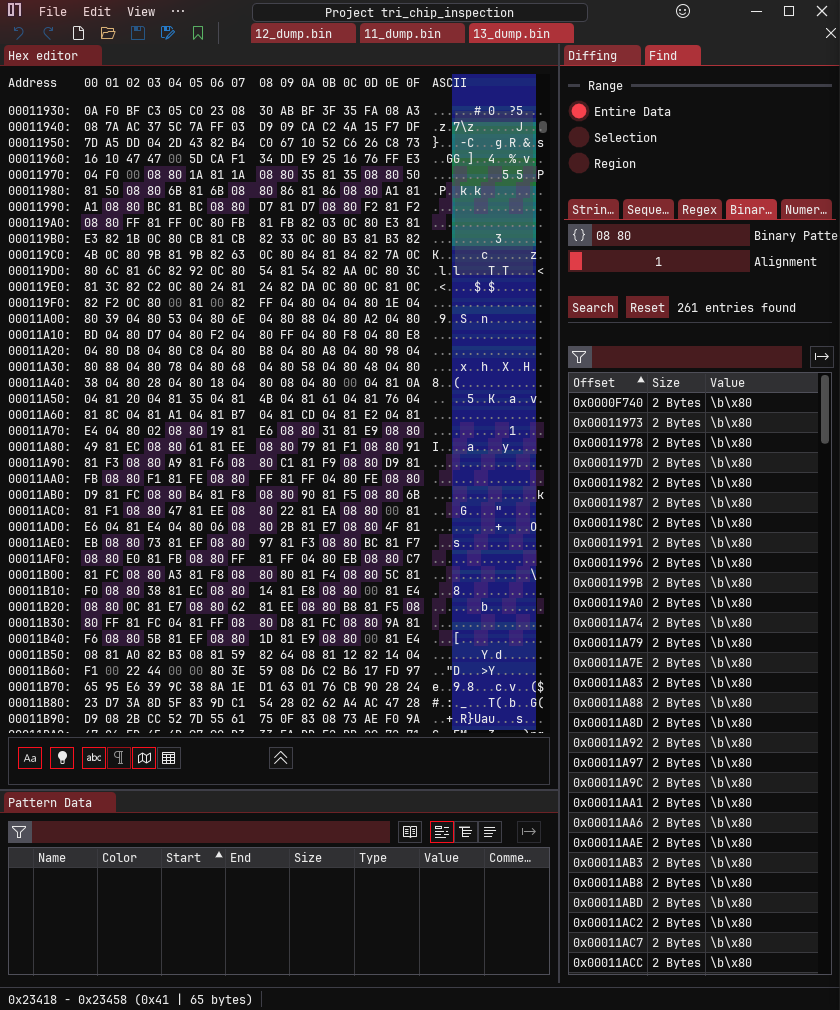 File Edit View ··· Project tri_chip_inspection
12_dump.bin 11_dump.bin 13_dump.bin
Hex editor
Address 00 01 02 03 04 05 06 07 08 09 0A 0B 0C 0D 0E 0F ASCII
00011930: 0A F0 BF C3 05 C0 23 08 30 AB BF 3F 35 FA 08 A3 ......#.0..?5...
00011940: 08 7A AC 37 5C 7A FF 03 D9 09 CA C2 4A 15 F7 DF .z.7\z......J...
00011950: 7D A5 DD 04 2D 43 82 B4 C0 67 10 52 C6 26 C8 73 }...-C...g.R.&.s
00011960: 16 10 47 47 00 5D CA F1 34 DD E9 25 16 76 FF E3 ..GG.]..4..%.v..
00011970: 04 F0 00 08 80 1A 81 1A 08 80 35 81 35 08 80 50 ..........5.5..P
00011980: 81 50 08 80 6B 81 6B 08 80 86 81 86 08 80 A1 81 .P..k.k.........
00011990: A1 08 80 BC 81 BC 08 80 D7 81 D7 08 80 F2 81 F2 ................
000119A0: 08 80 FF 81 FF 0C 80 FB 81 FB 82 03 0C 80 E3 81 ................
000119B0: E3 82 1B 0C 80 CB 81 CB 82 33 0C 80 B3 81 B3 82 .........3......
000119C0: 4B 0C 80 9B 81 9B 82 63 0C 80 84 81 84 82 7A 0C K......c......z.
000119D0: 80 6C 81 6C 82 92 0C 80 54 81 54 82 AA 0C 80 3C .l.l....T.T....<
000119E0: 81 3C 82 C2 0C 80 24 81 24 82 DA 0C 80 0C 81 0C .<....$.$.......
000119F0: 82 F2 0C 80 00 81 00 82 FF 04 80 04 04 80 1E 04 ................
00011A00: 80 39 04 80 53 04 80 6E 04 80 88 04 80 A2 04 80 .9..S..n........
00011A10: BD 04 80 D7 04 80 F2 04 80 FF 04 80 F8 04 80 E8 ................
00011A20: 04 80 D8 04 80 C8 04 80 B8 04 80 A8 04 80 98 04 ................
00011A30: 80 88 04 80 78 04 80 68 04 80 58 04 80 48 04 80 ....x..h..X..H..
00011A40: 38 04 80 28 04 80 18 04 80 08 04 80 00 04 81 0A 8..(............
00011A50: 04 81 20 04 81 35 04 81 4B 04 81 61 04 81 76 04 .. ..5..K..a..v.
00011A60: 81 8C 04 81 A1 04 81 B7 04 81 CD 04 81 E2 04 81 ................
00011A70: E4 04 80 02 08 80 19 81 E6 08 80 31 81 E9 08 80 ...........1....
00011A80: 49 81 EC 08 80 61 81 EE 08 80 79 81 F1 08 80 91 I....a....y.....
00011A90: 81 F3 08 80 A9 81 F6 08 80 C1 81 F9 08 80 D9 81 ................
00011AA0: FB 08 80 F1 81 FE 08 80 FF 81 FF 04 80 FE 08 80 ................
00011AB0: D9 81 FC 08 80 B4 81 F8 08 80 90 81 F5 08 80 6B ...............k
00011AC0: 81 F1 08 80 47 81 EE 08 80 22 81 EA 08 80 00 81 ....G...."......
00011AD0: E6 04 81 E4 04 80 06 08 80 2B 81 E7 08 80 4F 81 .........+....O.
00011AE0: EB 08 80 73 81 EF 08 80 97 81 F3 08 80 BC 81 F7 ...s............
00011AF0: 08 80 E0 81 FB 08 80 FF 81 FF 04 80 EB 08 80 C7 ................
00011B00: 81 FC 08 80 A3 81 F8 08 80 80 81 F4 08 80 5C 81 ..............\.
00011B10: F0 08 80 38 81 EC 08 80 14 81 E8 08 80 00 81 E4 ...8............
00011B20: 08 80 0C 81 E7 08 80 62 81 EE 08 80 B8 81 F5 08 .......b........
00011B30: 80 FF 81 FC 04 81 FF 08 80 D8 81 FC 08 80 9A 81 ................
00011B40: F6 08 80 5B 81 EF 08 80 1D 81 E9 08 80 00 81 E4 ...[............
00011B50: 08 81 A0 82 B3 08 81 59 82 64 08 81 12 82 14 04 .......Y.d......
00011B60: F1 00 22 44 00 00 80 3E 59 08 D6 C2 B6 17 FD 97 .."D...>Y.......
00011B70: 65 95 E6 39 9C 38 8A 1E D1 63 01 76 CB 90 28 24 e..9.8...c.v..($
00011B80: 23 D7 3A 8D 5F 83 D9 C1 54 28 02 62 A4 AC 47 28 #.:._...T(.b..G(
00011B90: D9 08 2B CC 52 7D 55 61 75 0F 83 08 73 AE F0 9A ..+.R}Uau...s...
Aa abc
Pattern Data
Name Color Start End Size Type Value Comme…
0x23418 - 0x23458 (0x41 | 65 bytes)
Diffing Find
Range
Entire Data
Selection
Region
Strin… Seque… Regex Binar… Numer…
{} 08 80 Binary Patte
1 Alignment
Search Reset 261 entries found
Offset Size Value
0x0000F740 2 Bytes \b\x80
0x00011973 2 Bytes \b\x80
0x00011978 2 Bytes \b\x80
0x0001197D 2 Bytes \b\x80
0x00011982 2 Bytes \b\x80
0x00011987 2 Bytes \b\x80
0x0001198C 2 Bytes \b\x80
0x00011991 2 Bytes \b\x80
0x00011996 2 Bytes \b\x80
0x0001199B 2 Bytes \b\x80
0x000119A0 2 Bytes \b\x80
0x00011A74 2 Bytes \b\x80
0x00011A79 2 Bytes \b\x80
0x00011A7E 2 Bytes \b\x80
0x00011A83 2 Bytes \b\x80
0x00011A88 2 Bytes \b\x80
0x00011A8D 2 Bytes \b\x80
0x00011A92 2 Bytes \b\x80
0x00011A97 2 Bytes \b\x80
0x00011A9C 2 Bytes \b\x80
0x00011AA1 2 Bytes \b\x80
0x00011AA6 2 Bytes \b\x80
0x00011AAE 2 Bytes \b\x80
0x00011AB3 2 Bytes \b\x80
0x00011AB8 2 Bytes \b\x80
0x00011ABD 2 Bytes \b\x80
0x00011AC2 2 Bytes \b\x80
0x00011AC7 2 Bytes \b\x80
0x00011ACC 2 Bytes \b\x80